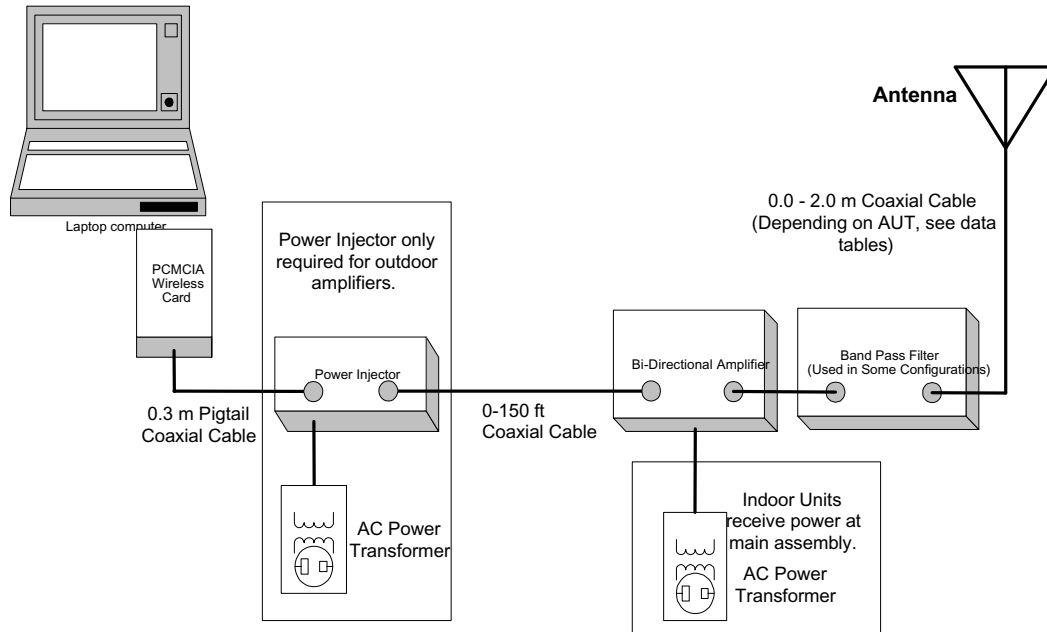 Antenna
0.0 - 2.0 m Coaxial Cable
(Depending on AUT, see data
tables)
Laptop computer
PCMCIA
Wireless
Card
Power Injector only
required for outdoor
amplifiers.
Power Injector
Bi-Directional Amplifier
Band Pass Filter
(Used in Some Configurations)
0.3 m Pigtail
Coaxial Cable
0-150 ft
Coaxial Cable
AC Power
Transformer
Indoor Units
receive power at
main assembly.
AC Power
Transformer